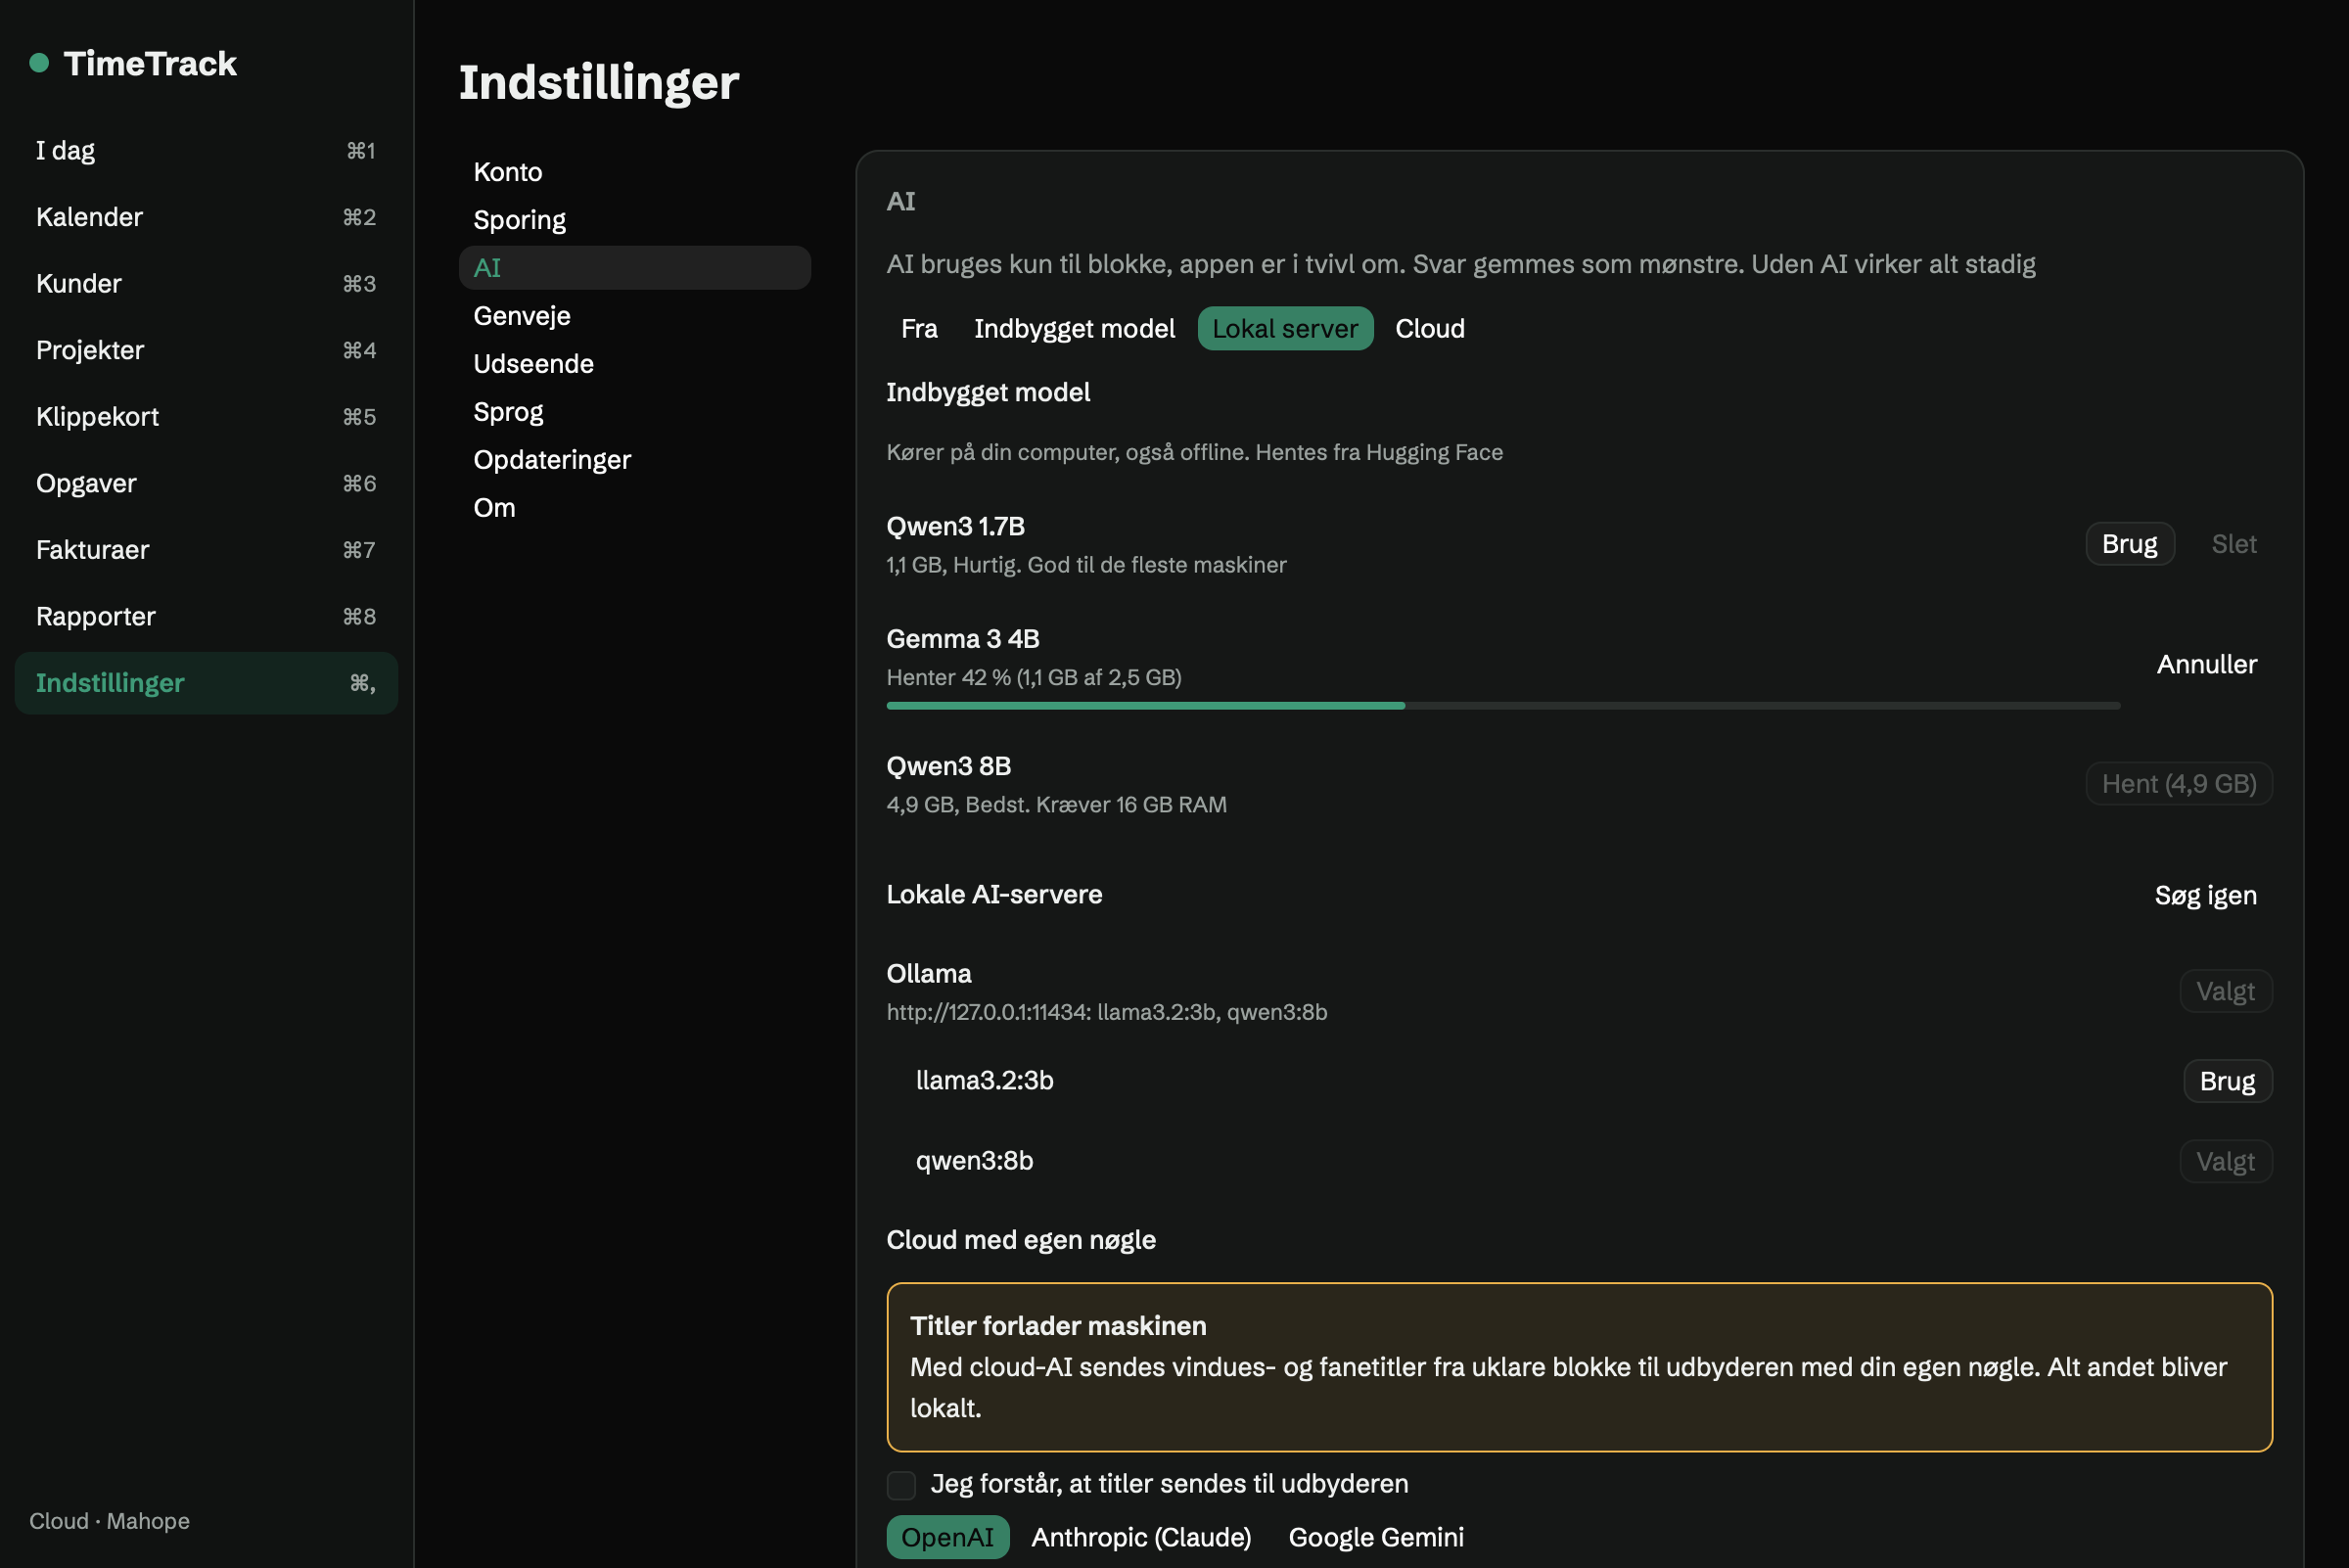 TimeTrack
I dag ⌘1
Kalender ⌘2
Kunder ⌘3
Projekter ⌘4
Klippekort ⌘5
Opgaver ⌘6
Fakturaer ⌘7
Rapporter ⌘8
Indstillinger ⌘,
Cloud · Mahope
Indstillinger
Konto
Sporing
AI
Genveje
Udseende
Sprog
Opdateringer
Om
AI
AI bruges kun til blokke, appen er i tvivl om. Svar gemmes som mønstre. Uden AI virker alt stadig
Fra Indbygget model Lokal server Cloud
Indbygget model
Kører på din computer, også offline. Hentes fra Hugging Face
Qwen3 1.7B
1,1 GB, Hurtig. God til de fleste maskiner
Brug Slet
Gemma 3 4B
Henter 42 % (1,1 GB af 2,5 GB)
Annuller
Qwen3 8B
4,9 GB, Bedst. Kræver 16 GB RAM
Hent (4,9 GB)
Lokale AI-servere Søg igen
Ollama
http://127.0.0.1:11434: llama3.2:3b, qwen3:8b
Valgt
llama3.2:3b Brug
qwen3:8b Valgt
Cloud med egen nøgle
Titler forlader maskinen
Med cloud-AI sendes vindues- og fanetitler fra uklare blokke til udbyderen med din egen nøgle. Alt andet bliver
lokalt.
Jeg forstår, at titler sendes til udbyderen
OpenAI Anthropic (Claude) Google Gemini